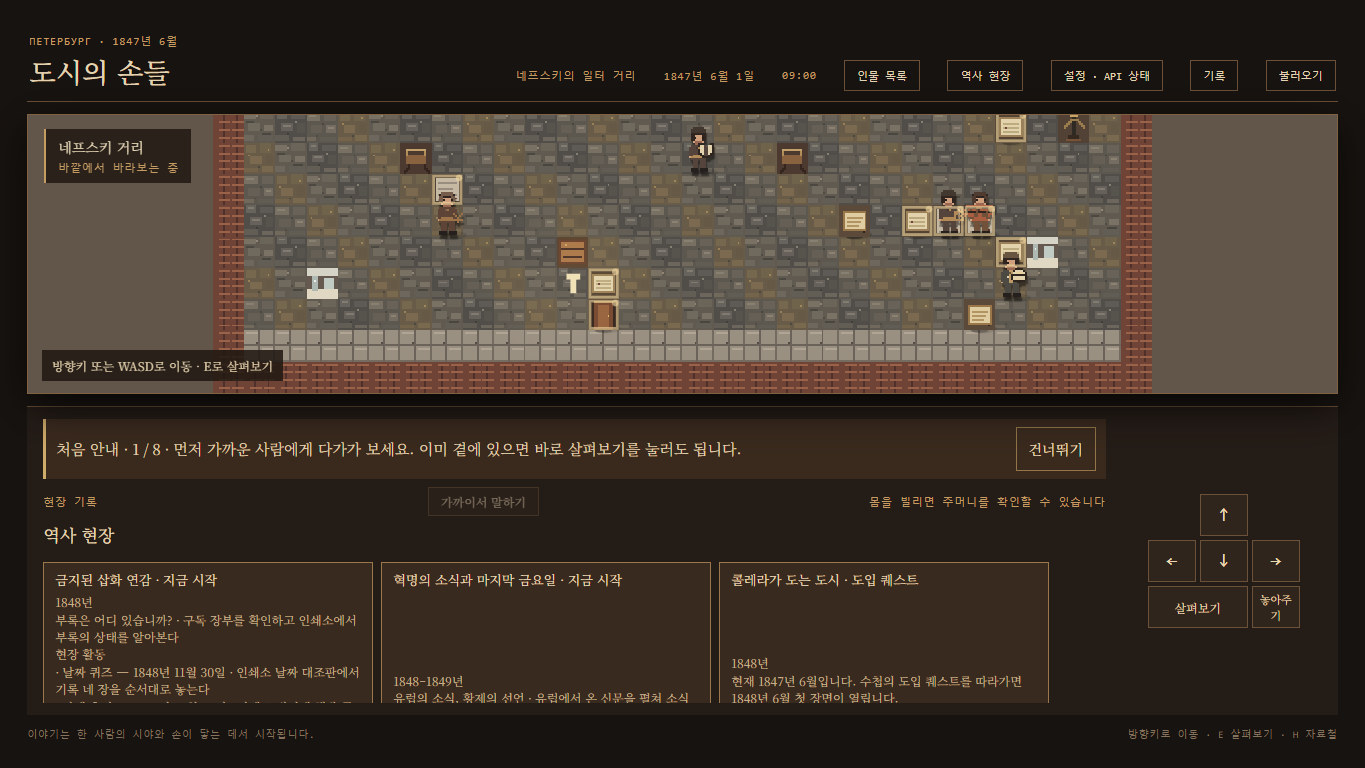 ПЕТЕРБУРГ · 1847년 6월
도시의 손들
네프스키의 일터 거리 1847년 6월 1일 09:00 인물 목록 역사 현장 설정 · API 상태 기록 불러오기
네프스키 거리
바깥에서 바라보는 중
방향키 또는 WASD로 이동 · E로 살펴보기
처음 안내 · 1 / 8 · 먼저 가까운 사람에게 다가가 보세요. 이미 곁에 있으면 바로 살펴보기를 눌러도 됩니다. 건너뛰기
현장 기록 가까이서 말하기 몸을 빌리면 주머니를 확인할 수 있습니다
역사 현장
금지된 삽화 연감 · 지금 시작
1848년
부록은 어디 있습니까? · 구독 장부를 확인하고 인쇄소에서
부록의 상태를 알아본다
현장 활동
· 날짜 퀴즈 — 1848년 11월 30일 · 인쇄소 날짜 대조판에서
기록 네 장을 순서대로 놓는다
혁명의 소식과 마지막 금요일 · 지금 시작
1848–1849년
유럽의 소식, 황제의 선언 · 유럽에서 온 신문을 펼쳐 소식
콜레라가 도는 도시 · 도입 퀘스트
1848년
현재 1847년 6월입니다. 수첩의 도입 퀘스트를 따라가면
1848년 6월 첫 장면이 열립니다.
↑
← ↓ →
살펴보기 놓아주
기
이야기는 한 사람의 시야와 손이 닿는 데서 시작됩니다.
방향키로 이동 · E 살펴보기 · H 자료철